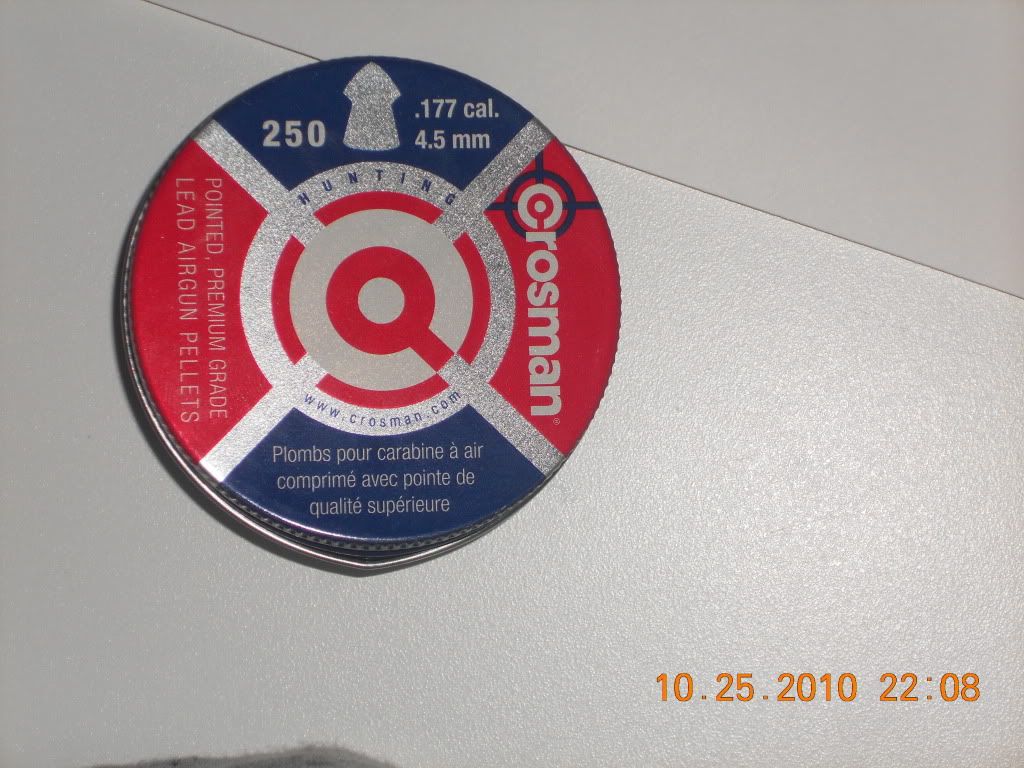 250
.177 cal.
4.5 mm
HUNTING
crosman®
POINTED, PREMIUM GRADE
LEAD AIRGUN PELLETS
www.crosman.com
Plombs pour carabine à air
comprimé avec pointe de
qualité supérieure
10.25.2010 22:08